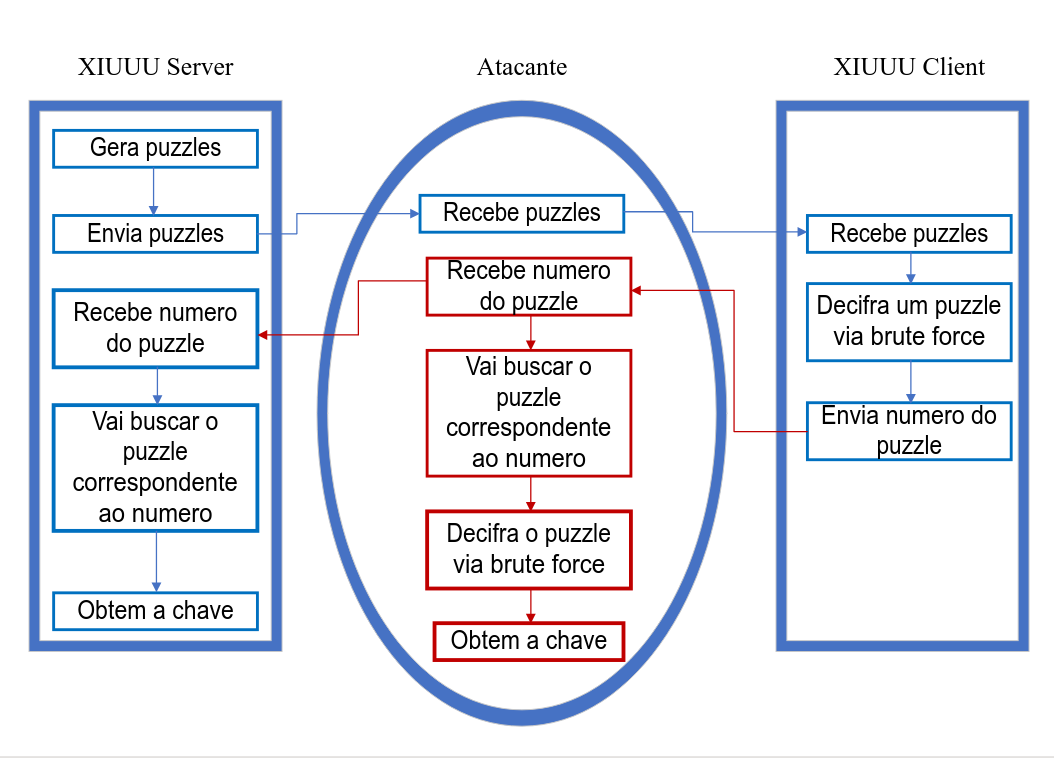 XIUUU Server
Gera puzzles
Envia puzzles
Recebe numero
do puzzle
Vai buscar o
puzzle
correspondente
ao numero
Obtem a chave
Atacante
Recebe puzzles
Recebe numero
do puzzle
Vai buscar o
puzzle
correspondente
ao numero
Decifra o puzzle
via brute force
Obtem a chave
XIUUU Client
Recebe puzzles
Decifra um puzzle
via brute force
Envia numero do
puzzle